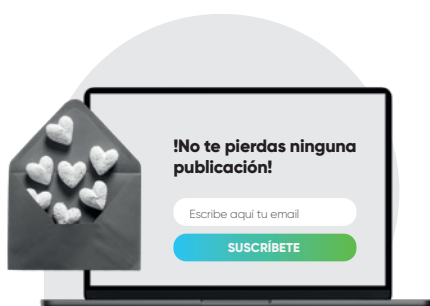 !No te pierdas ninguna
publicación!
Escribe aquí tu email
SUSCRÍBETE